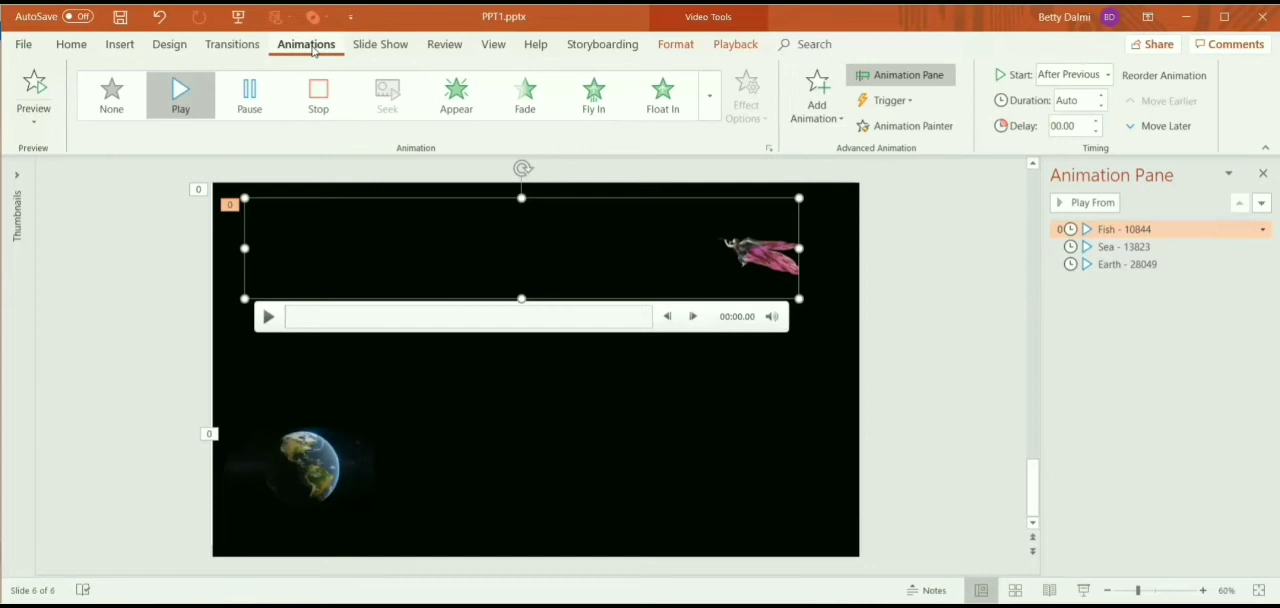 AutoSave Off PPT1.pptx Video Tools Betty Dalmi BD
File Home Insert Design Transitions Animations Slide Show Review View Help Storyboarding Format Playback Search Share Comments
Preview None Play Pause Stop Seek Appear Fade Fly In Float In Effect Options Add Animation Animation Pane Start: After Previous Reorder Animation
Trigger Duration: Auto Move Earlier
Animation Painter Delay: 00.00 Move Later
Preview Animation Advanced Animation Timing
Thumbnails
0
0
00:00.00
0
Animation Pane
Play From
0 Fish - 10844
Sea - 13823
Earth - 28049
Slide 6 of 6 Notes 60%